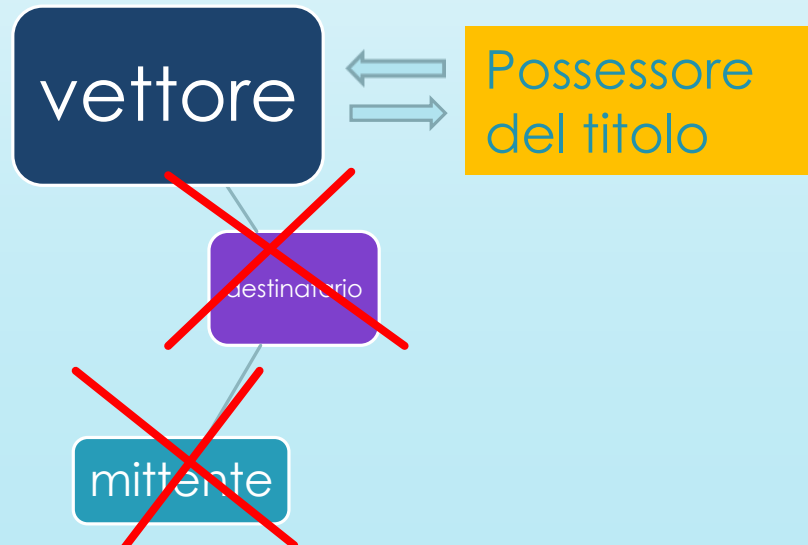 vettore
Possessore
del titolo
destinatario
mittente